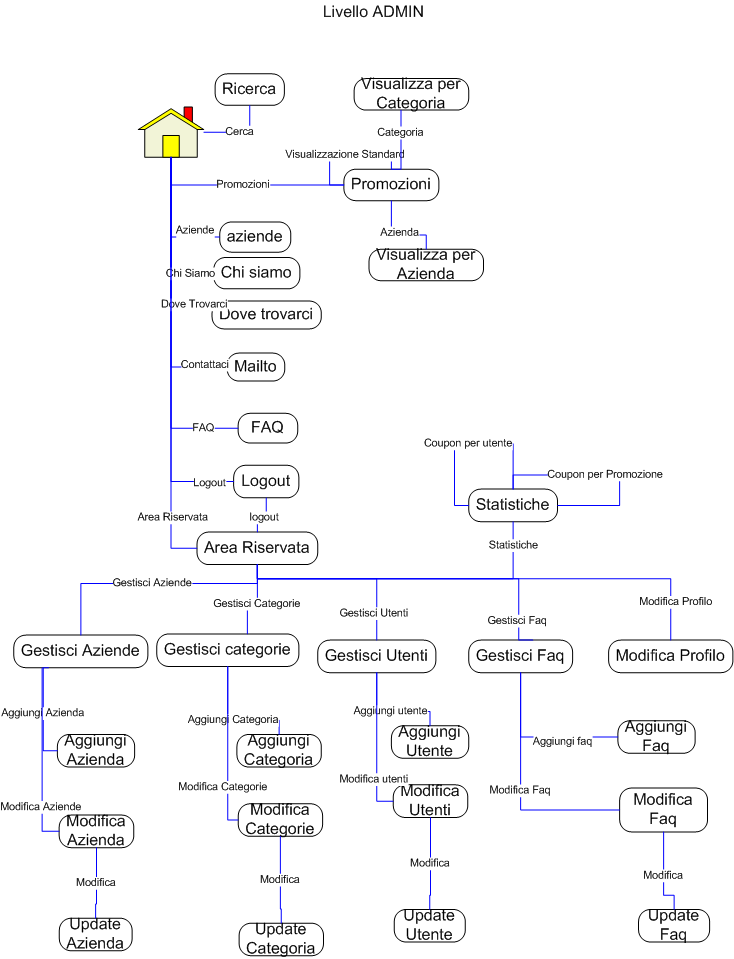 Livello ADMIN
Ricerca
Visualizza per
Categoria
Cerca
Categoria
Visualizzazione Standard
Promozioni
Promozioni
Aziende
aziende
Azienda
Visualizza per
Azienda
Chi Siamo
Chi siamo
Dove Trovarci
Dove trovarci
Contattaci
Mailto
FAQ
FAQ
Coupon per utente
Coupon per Promozione
Logout
Logout
Statistiche
Area Riservata
logout
Area Riservata
Statistiche
Gestisci Aziende
Gestisci Categorie
Gestisci Utenti
Gestisci Faq
Modifica Profilo
Gestisci Aziende
Gestisci categorie
Gestisci Utenti
Gestisci Faq
Modifica Profilo
Aggiungi Azienda
Aggiungi
Azienda
Aggiungi Categoria
Aggiungi
Categoria
Aggiungi utente
Aggiungi
Utente
Aggiungi faq
Aggiungi
Faq
Modifica Aziende
Modifica
Azienda
Modifica Categorie
Modifica
Categorie
Modifica utenti
Modifica
Utenti
Modifica Faq
Modifica
Faq
Modifica
Modifica
Modifica
Modifica
Update
Azienda
Update
Categoria
Update
Utente
Update
Faq